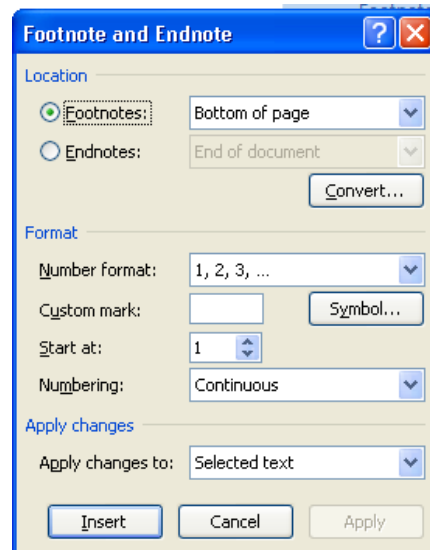 Footnote and Endnote
Location
Footnotes: Bottom of page
Endnotes: End of document
Convert...
Format
Number format: 1, 2, 3, ...
Custom mark: Symbol...
Start at: 1
Numbering: Continuous
Apply changes
Apply changes to: Selected text
Insert Cancel Apply